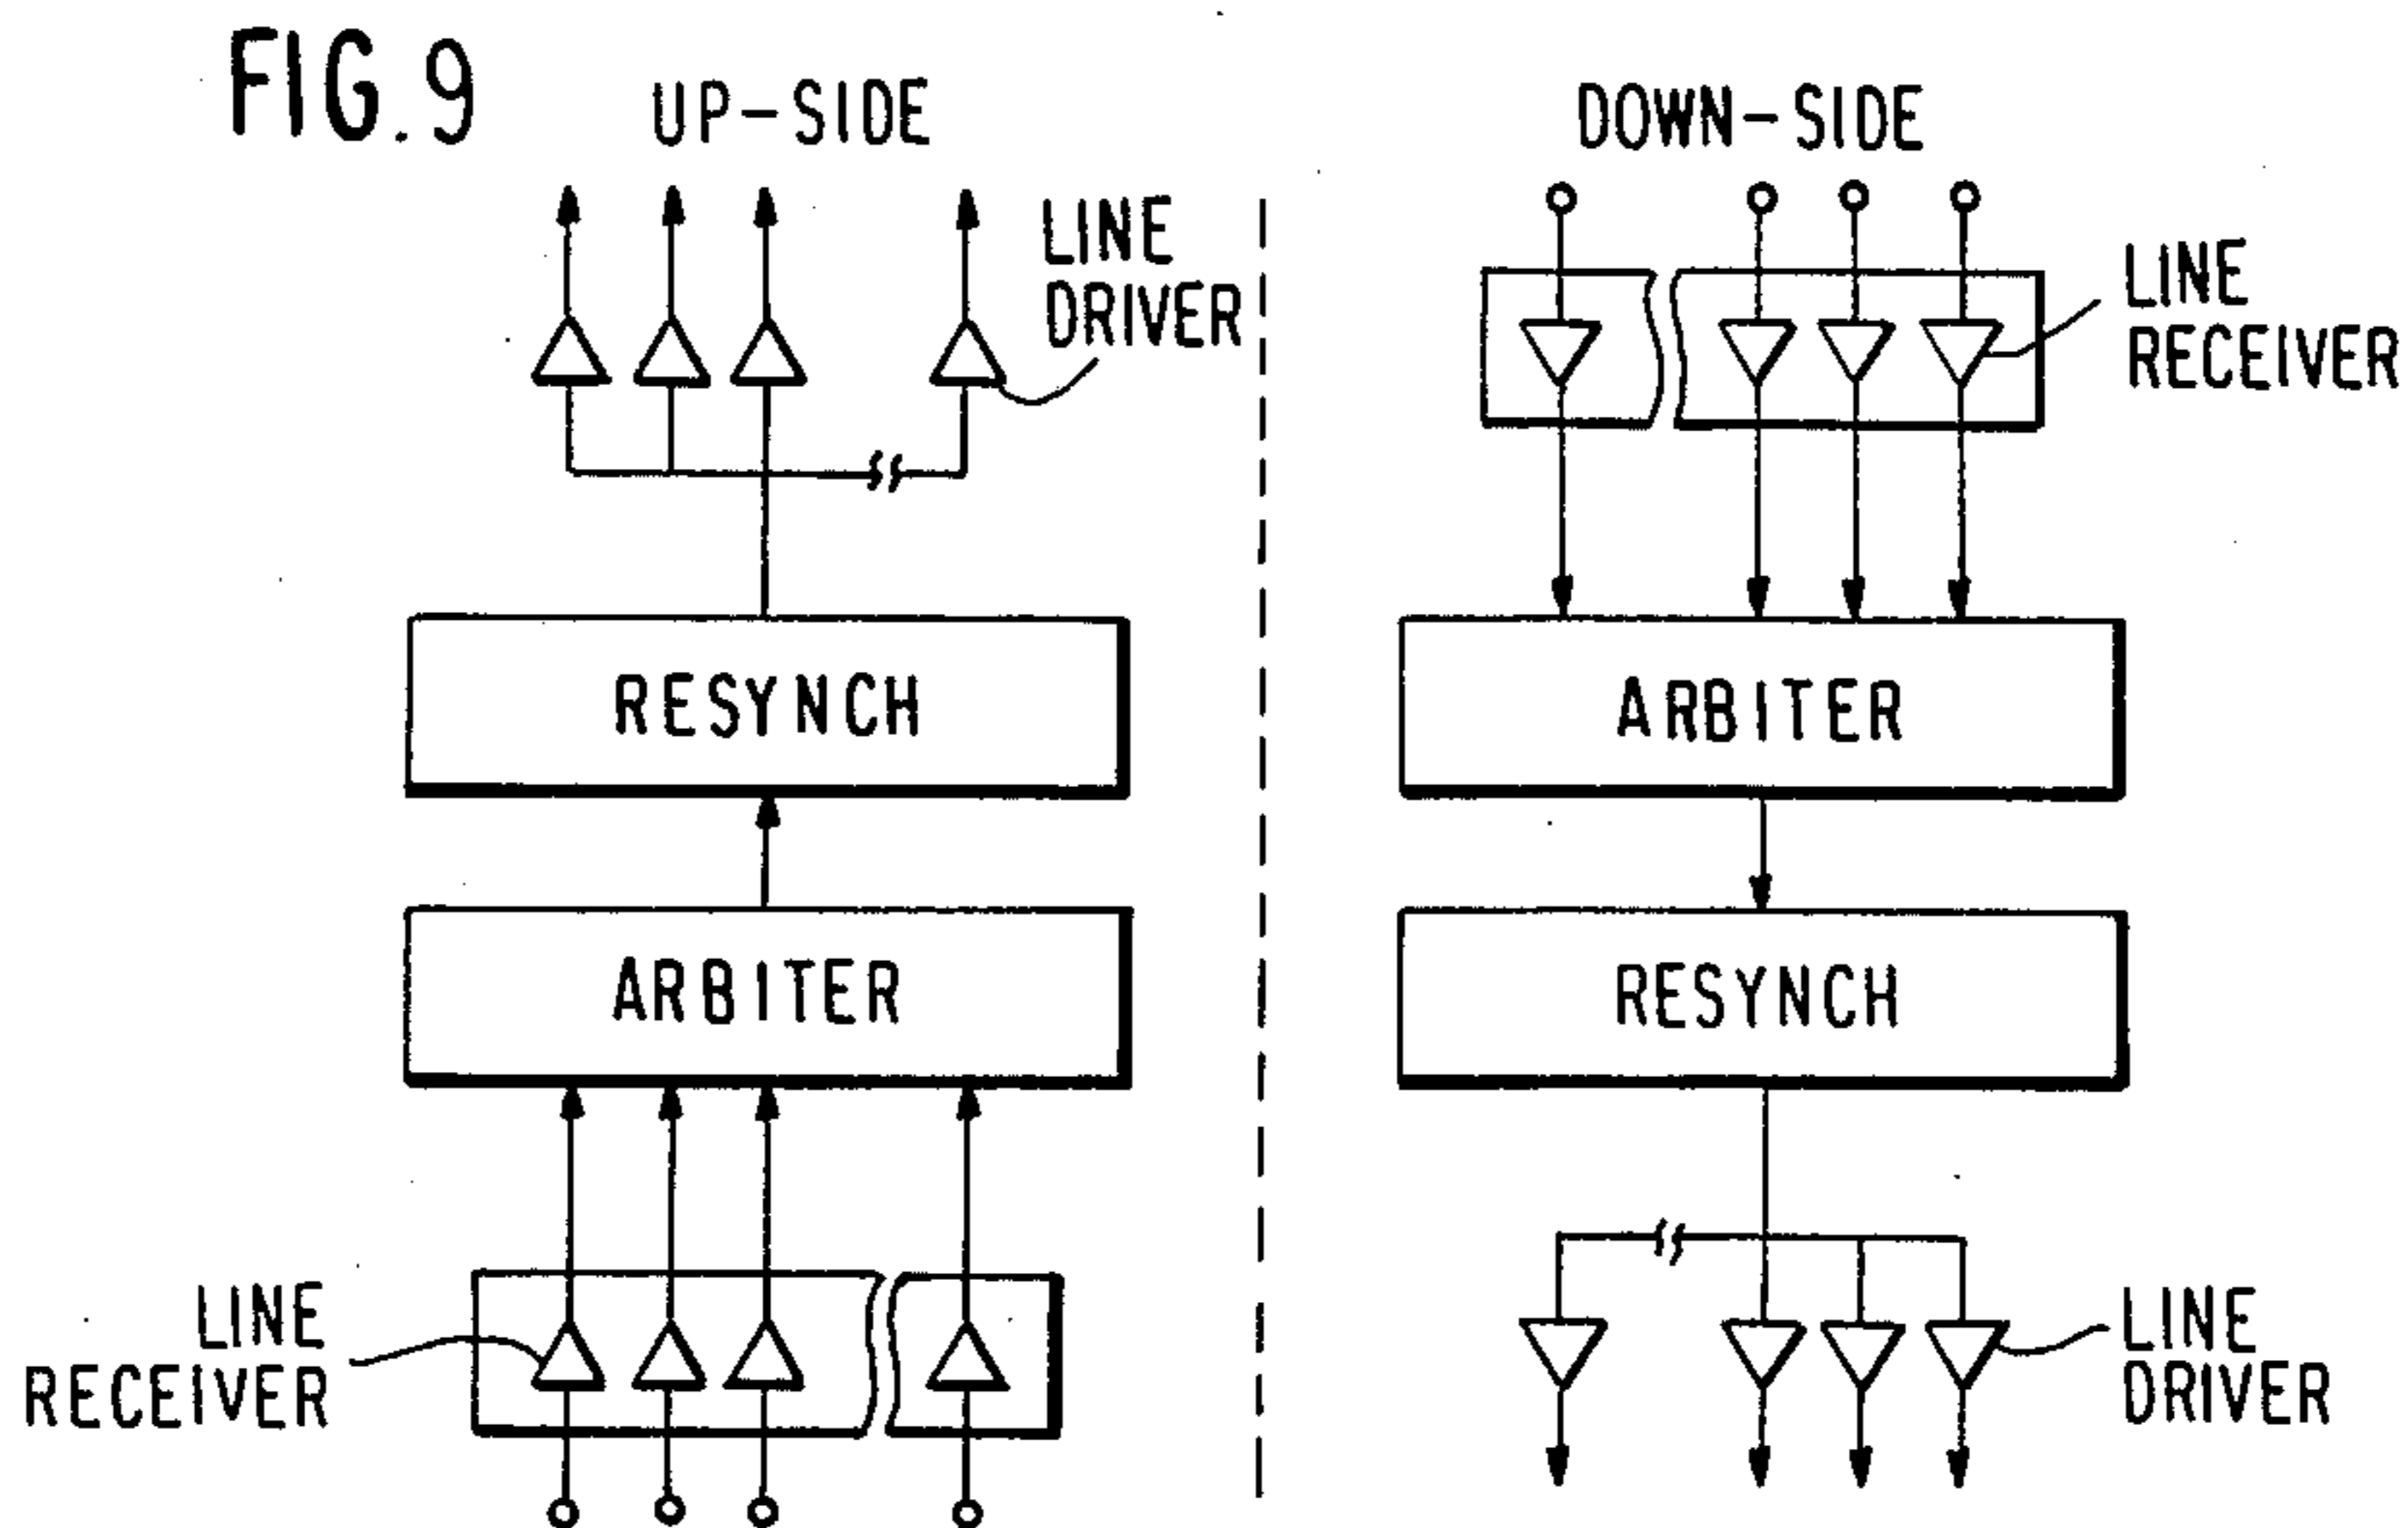 FIG.9
UP-SIDE
LINE
DRIVER
RESYNCH
ARBITER
LINE
RECEIVER
DOWN-SIDE
LINE
RECEIVER
ARBITER
RESYNCH
LINE
DRIVER